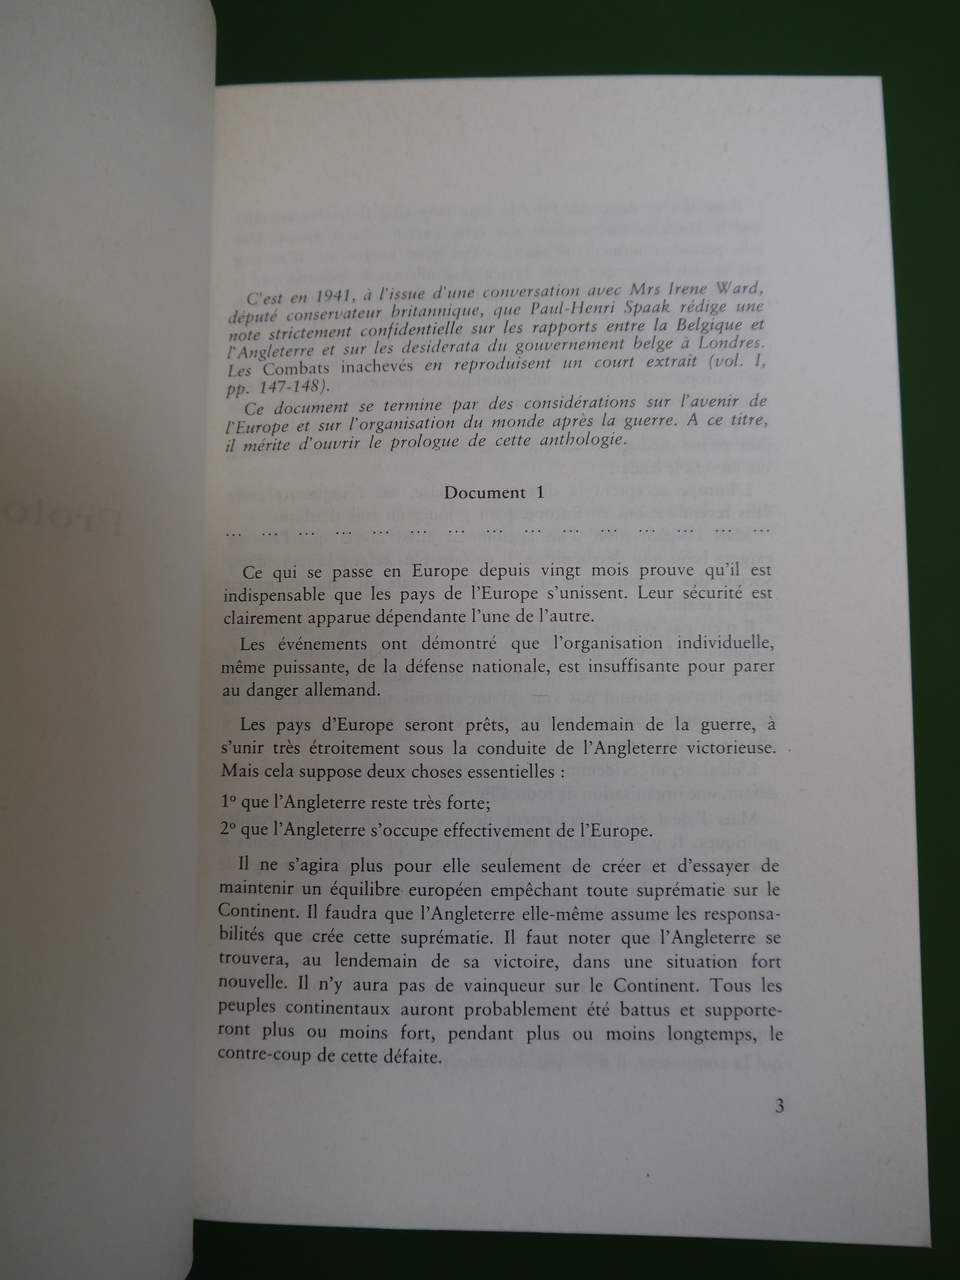 C'est en 1941, à l'issue d'une conversation avec Mrs Irene Ward,
député conservateur britannique, que Paul-Henri Spaak rédige une
note strictement confidentielle sur les rapports entre la Belgique et
l'Angleterre et sur les desiderata du gouvernement belge à Londres.
Les Combats inachevés en reproduisent un court extrait (vol. I,
pp. 147-148).
Ce document se termine par des considérations sur l'avenir de
l'Europe et sur l'organisation du monde après la guerre. A ce titre,
il mérite d'ouvrir le prologue de cette anthologie.
Document 1
... ... ... ... ... ... ... ... ... ... ... ... ... ... ...
Ce qui se passe en Europe depuis vingt mois prouve qu'il est
indispensable que les pays de l'Europe s'unissent. Leur sécurité est
clairement apparue dépendante l'une de l'autre.
Les événements ont démontré que l'organisation individuelle,
même puissante, de la défense nationale, est insuffisante pour parer
au danger allemand.
Les pays d'Europe seront prêts, au lendemain de la guerre, à
s'unir très étroitement sous la conduite de l'Angleterre victorieuse.
Mais cela suppose deux choses essentielles :
1º que l'Angleterre reste très forte;
2º que l'Angleterre s'occupe effectivement de l'Europe.
Il ne s'agira plus pour elle seulement de créer et d'essayer de
maintenir un équilibre européen empêchant toute suprématie sur le
Continent. Il faudra que l'Angleterre elle-même assume les responsa-
bilités que crée cette suprématie. Il faut noter que l'Angleterre se
trouvera, au lendemain de sa victoire, dans une situation fort
nouvelle. Il n'y aura pas de vainqueur sur le Continent. Tous les
peuples continentaux auront probablement été battus et supporte-
ront plus ou moins fort, pendant plus ou moins longtemps, le
contre-coup de cette défaite.
3